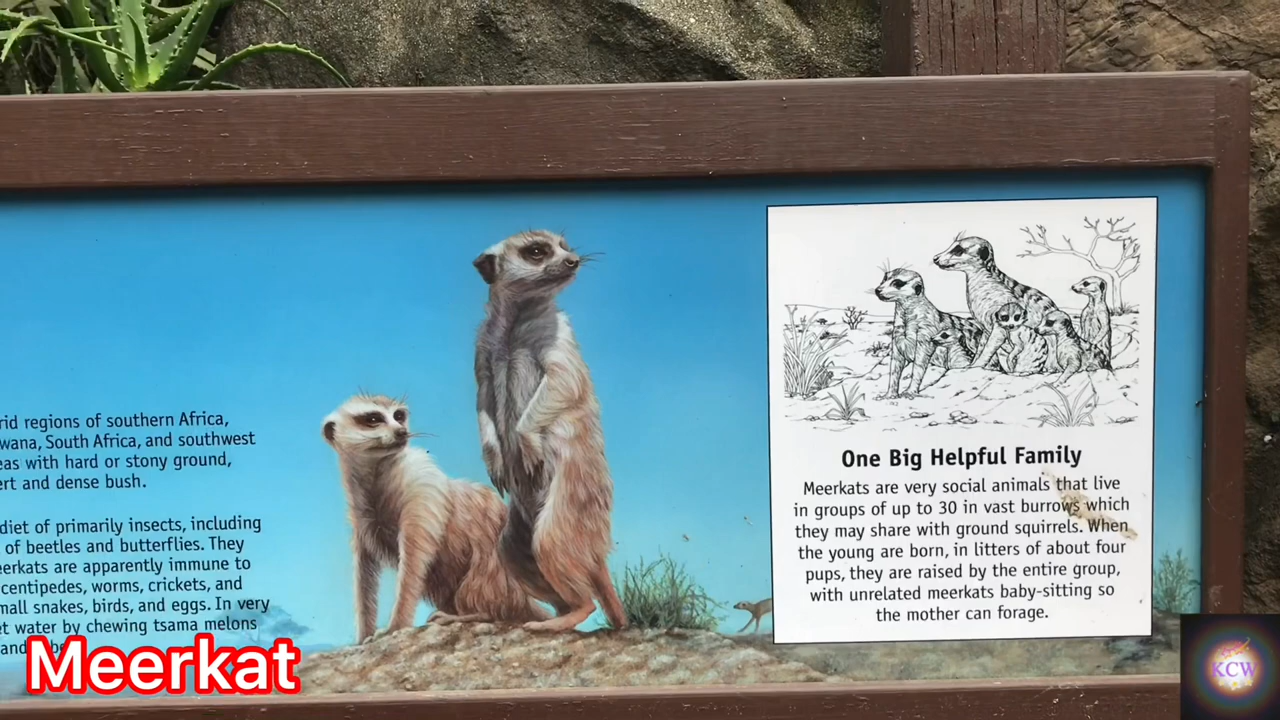 rid regions of southern Africa,
wana, South Africa, and southwest
eas with hard or stony ground,
ert and dense bush.
diet of primarily insects, including
of beetles and butterflies. They
eerkats are apparently immune to
centipedes, worms, crickets, and
mall snakes, birds, and eggs. In very
et water by chewing tsama melons
and
One Big Helpful Family
Meerkats are very social animals that live
in groups of up to 30 in vast burrows which
they may share with ground squirrels. When
the young are born, in litters of about four
pups, they are raised by the entire group,
with unrelated meerkats baby-sitting so
the mother can forage.
Meerkat
KCW